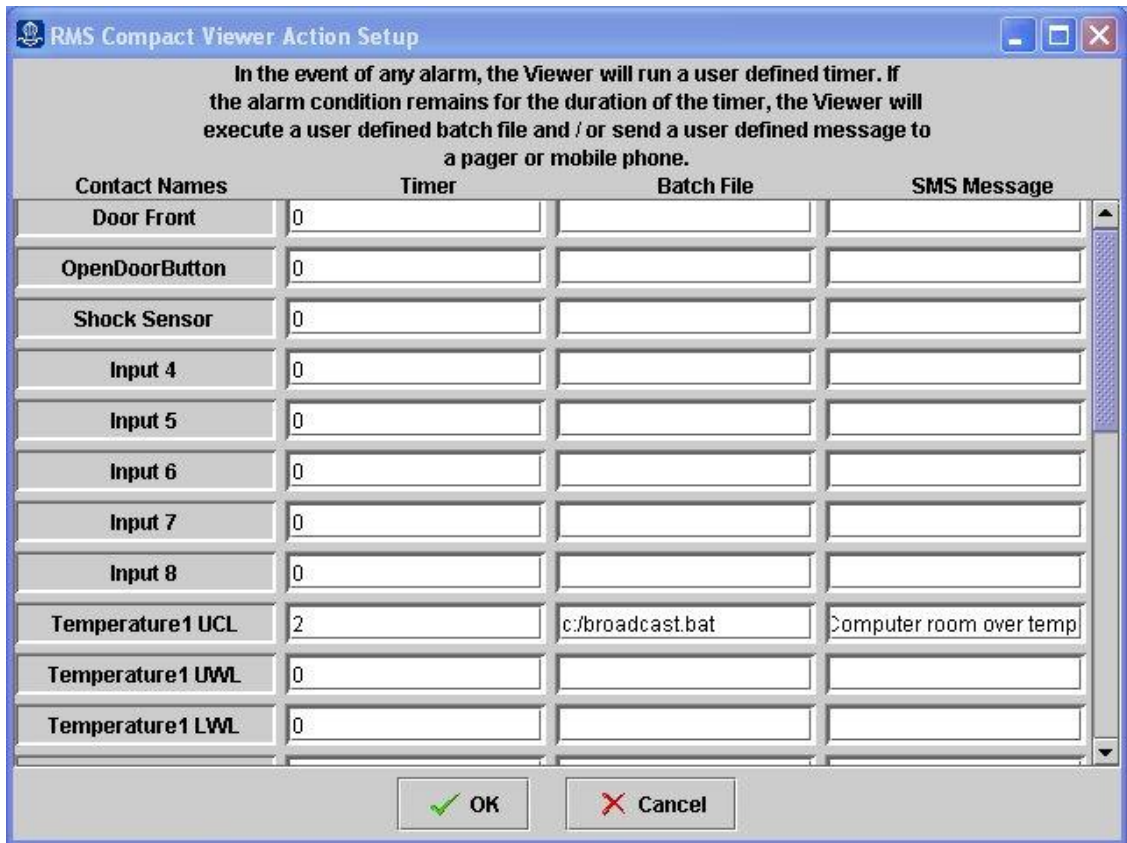 RMS Compact Viewer Action Setup
In the event of any alarm, the Viewer will run a user defined timer. If
the alarm condition remains for the duration of the timer, the Viewer will
execute a user defined batch file and / or send a user defined message to
a pager or mobile phone.
Contact Names Timer Batch File SMS Message
Door Front 0
OpenDoorButton 0
Shock Sensor 0
Input 4 0
Input 5 0
Input 6 0
Input 7 0
Input 8 0
Temperature1 UCL 2 c:/broadcast.bat Computer room over temp
Temperature1 UWL 0
Temperature1 LWL 0
OK Cancel